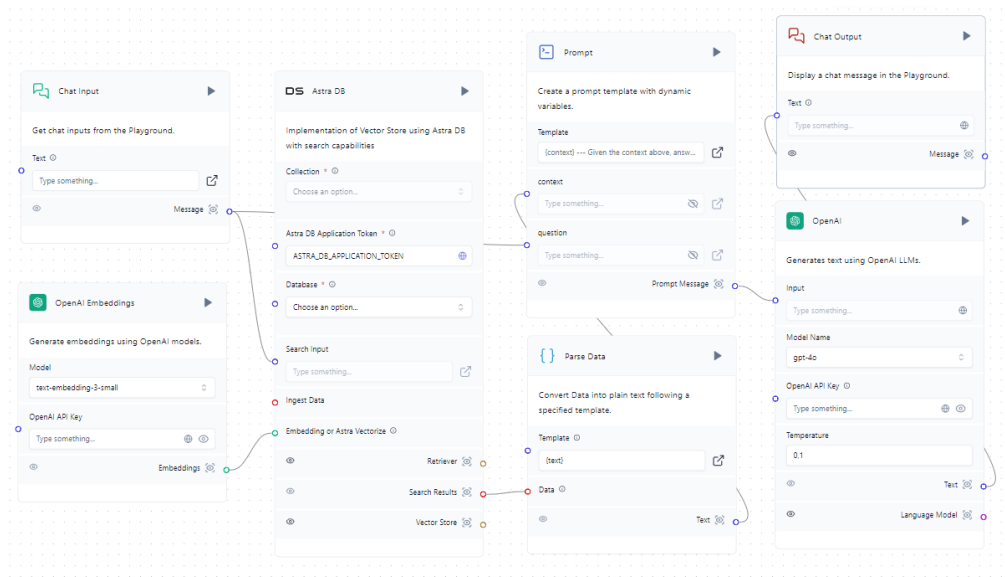 Chat Input
Get chat inputs from the Playground.
Text
Type something...
Message
OpenAI Embeddings
Generate embeddings using OpenAI models.
Model
text-embedding-3-small
OpenAI API Key
Type something...
Embeddings
DS Astra DB
Implementation of Vector Store using Astra DB
with search capabilities
Collection *
Choose an option...
Astra DB Application Token *
ASTRA_DB_APPLICATION_TOKEN
Database *
Choose an option...
Search Input
Type something...
Ingest Data
Embedding or Astra Vectorize
Retriever
Search Results
Vector Store
Prompt
Create a prompt template with dynamic
variables.
Template
{context} --- Given the context above, answ...
context
Type something...
question
Type something...
Prompt Message
Parse Data
Convert Data into plain text following a
specified template.
Template
{text}
Data
Text
Chat Output
Display a chat message in the Playground.
Text
Type something...
Message
OpenAI
Generates text using OpenAI LLMs.
Input
Type something...
Model Name
gpt-4o
OpenAI API Key
Type something...
Temperature
0.1
Text
Language Model